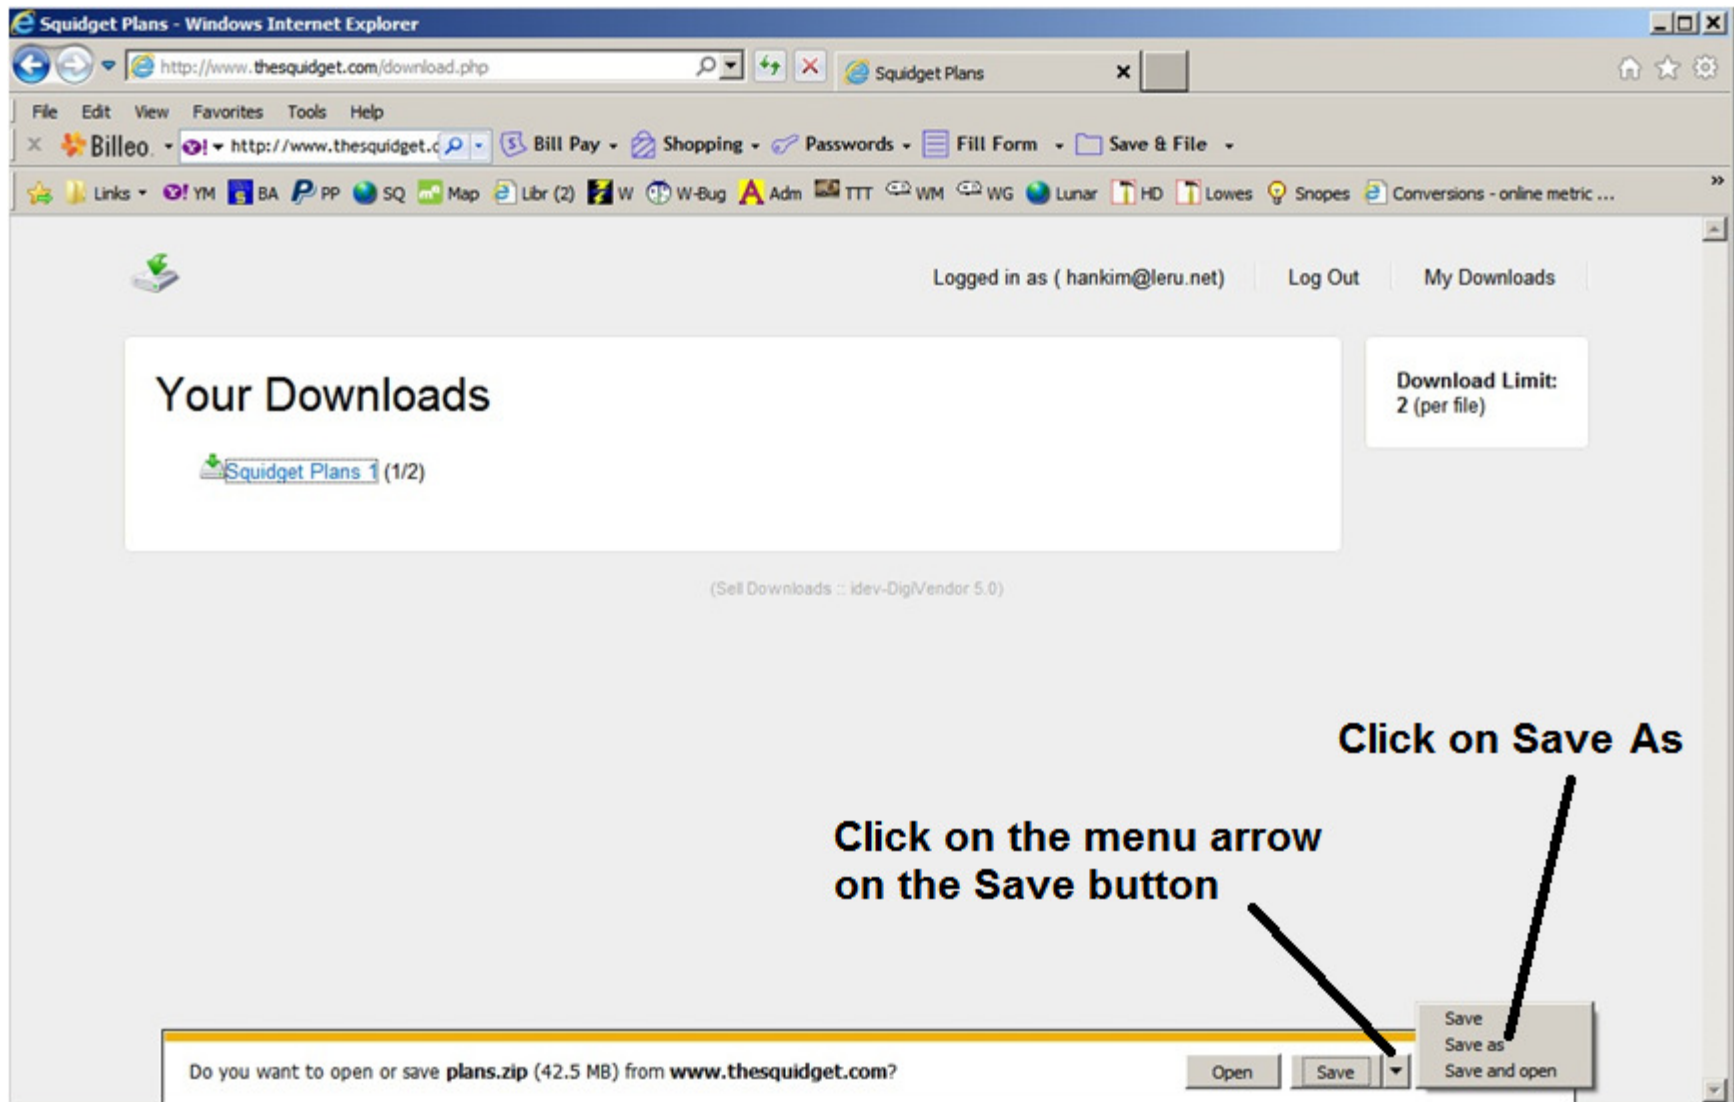 Squidget Plans - Windows Internet Explorer
http://www.thesquidget.com/download.php
Squidget Plans
File Edit View Favorites Tools Help
Billeo. http://www.thesquidget.c Bill Pay Shopping Passwords Fill Form Save & File
Links YM BA PP SQ Map Libr (2) W W-Bug Adm TTT WM WG Lunar HD Lowes Snopes Conversions - online metric ...
Logged in as ( hankim@leru.net) Log Out My Downloads
Your Downloads
Download Limit:
2 (per file)
Squidget Plans 1 (1/2)
(Sell Downloads :: idev-DigiVendor 5.0)
Click on Save As
Click on the menu arrow
on the Save button
Save
Save as
Save and open
Do you want to open or save plans.zip (42.5 MB) from www.thesquidget.com? Open Save